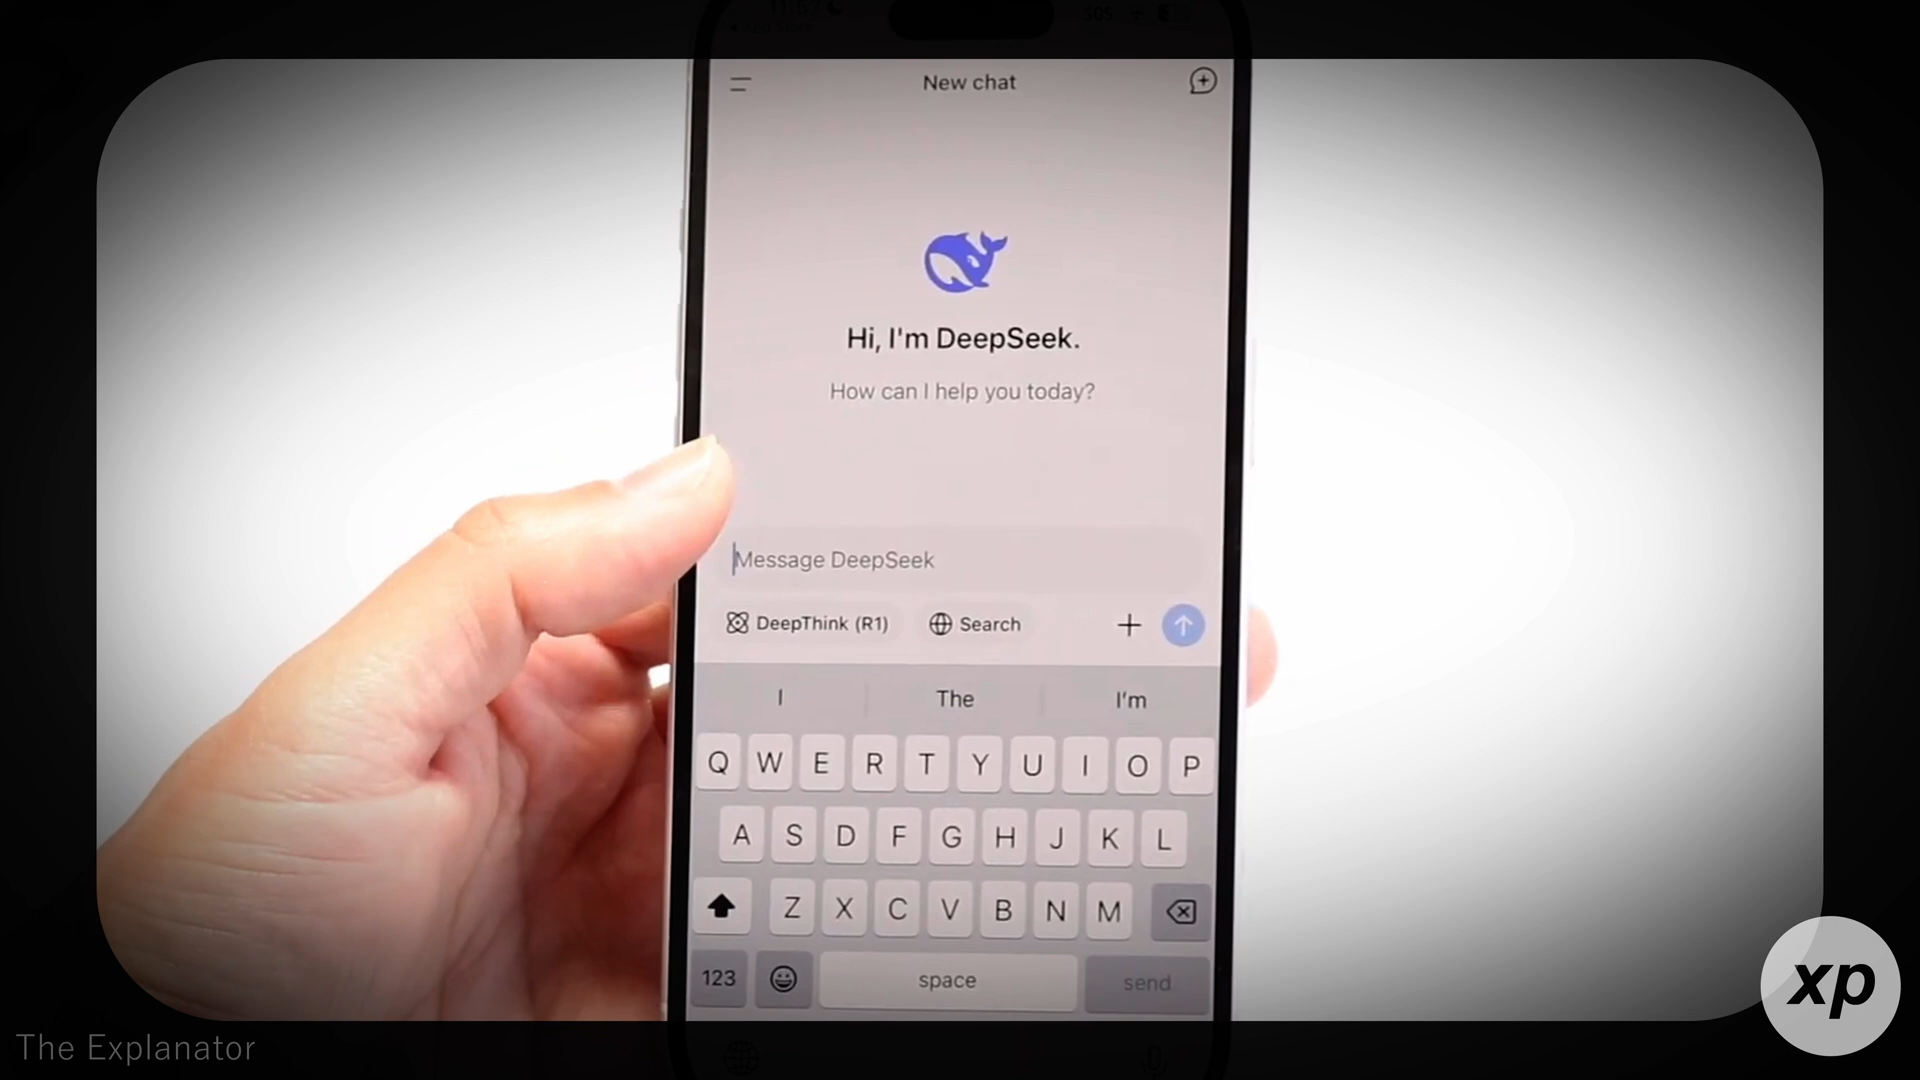 SOS
New chat
Hi, I'm DeepSeek.
How can I help you today?
Message DeepSeek
DeepThink (R1)
Search
I
The
I'm
Q W E R T Y U I O P
A S D F G H J K L
Z X C V B N M
123
space
send
xp
The Explanator